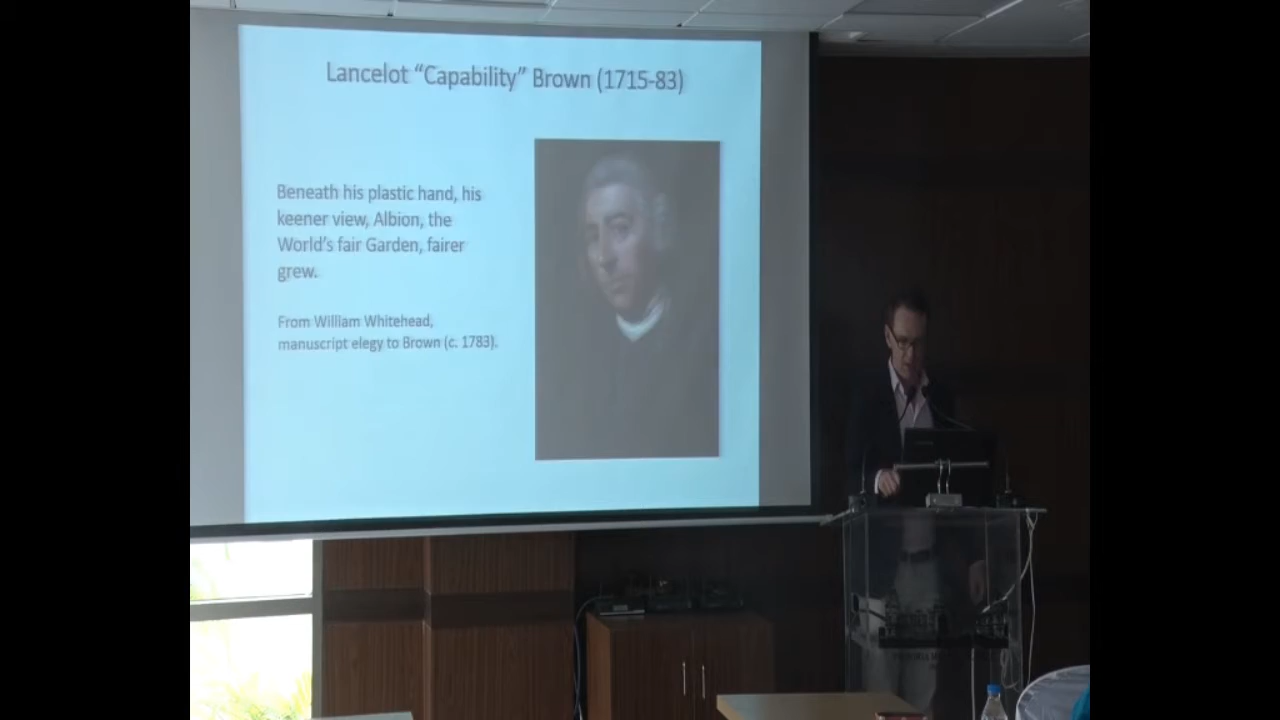 Lancelot “Capability” Brown (1715-83)
Beneath his plastic hand, his
keener view, Albion, the
World’s fair Garden, fairer
grew.
From William Whitehead,
manuscript elegy to Brown (c. 1783).